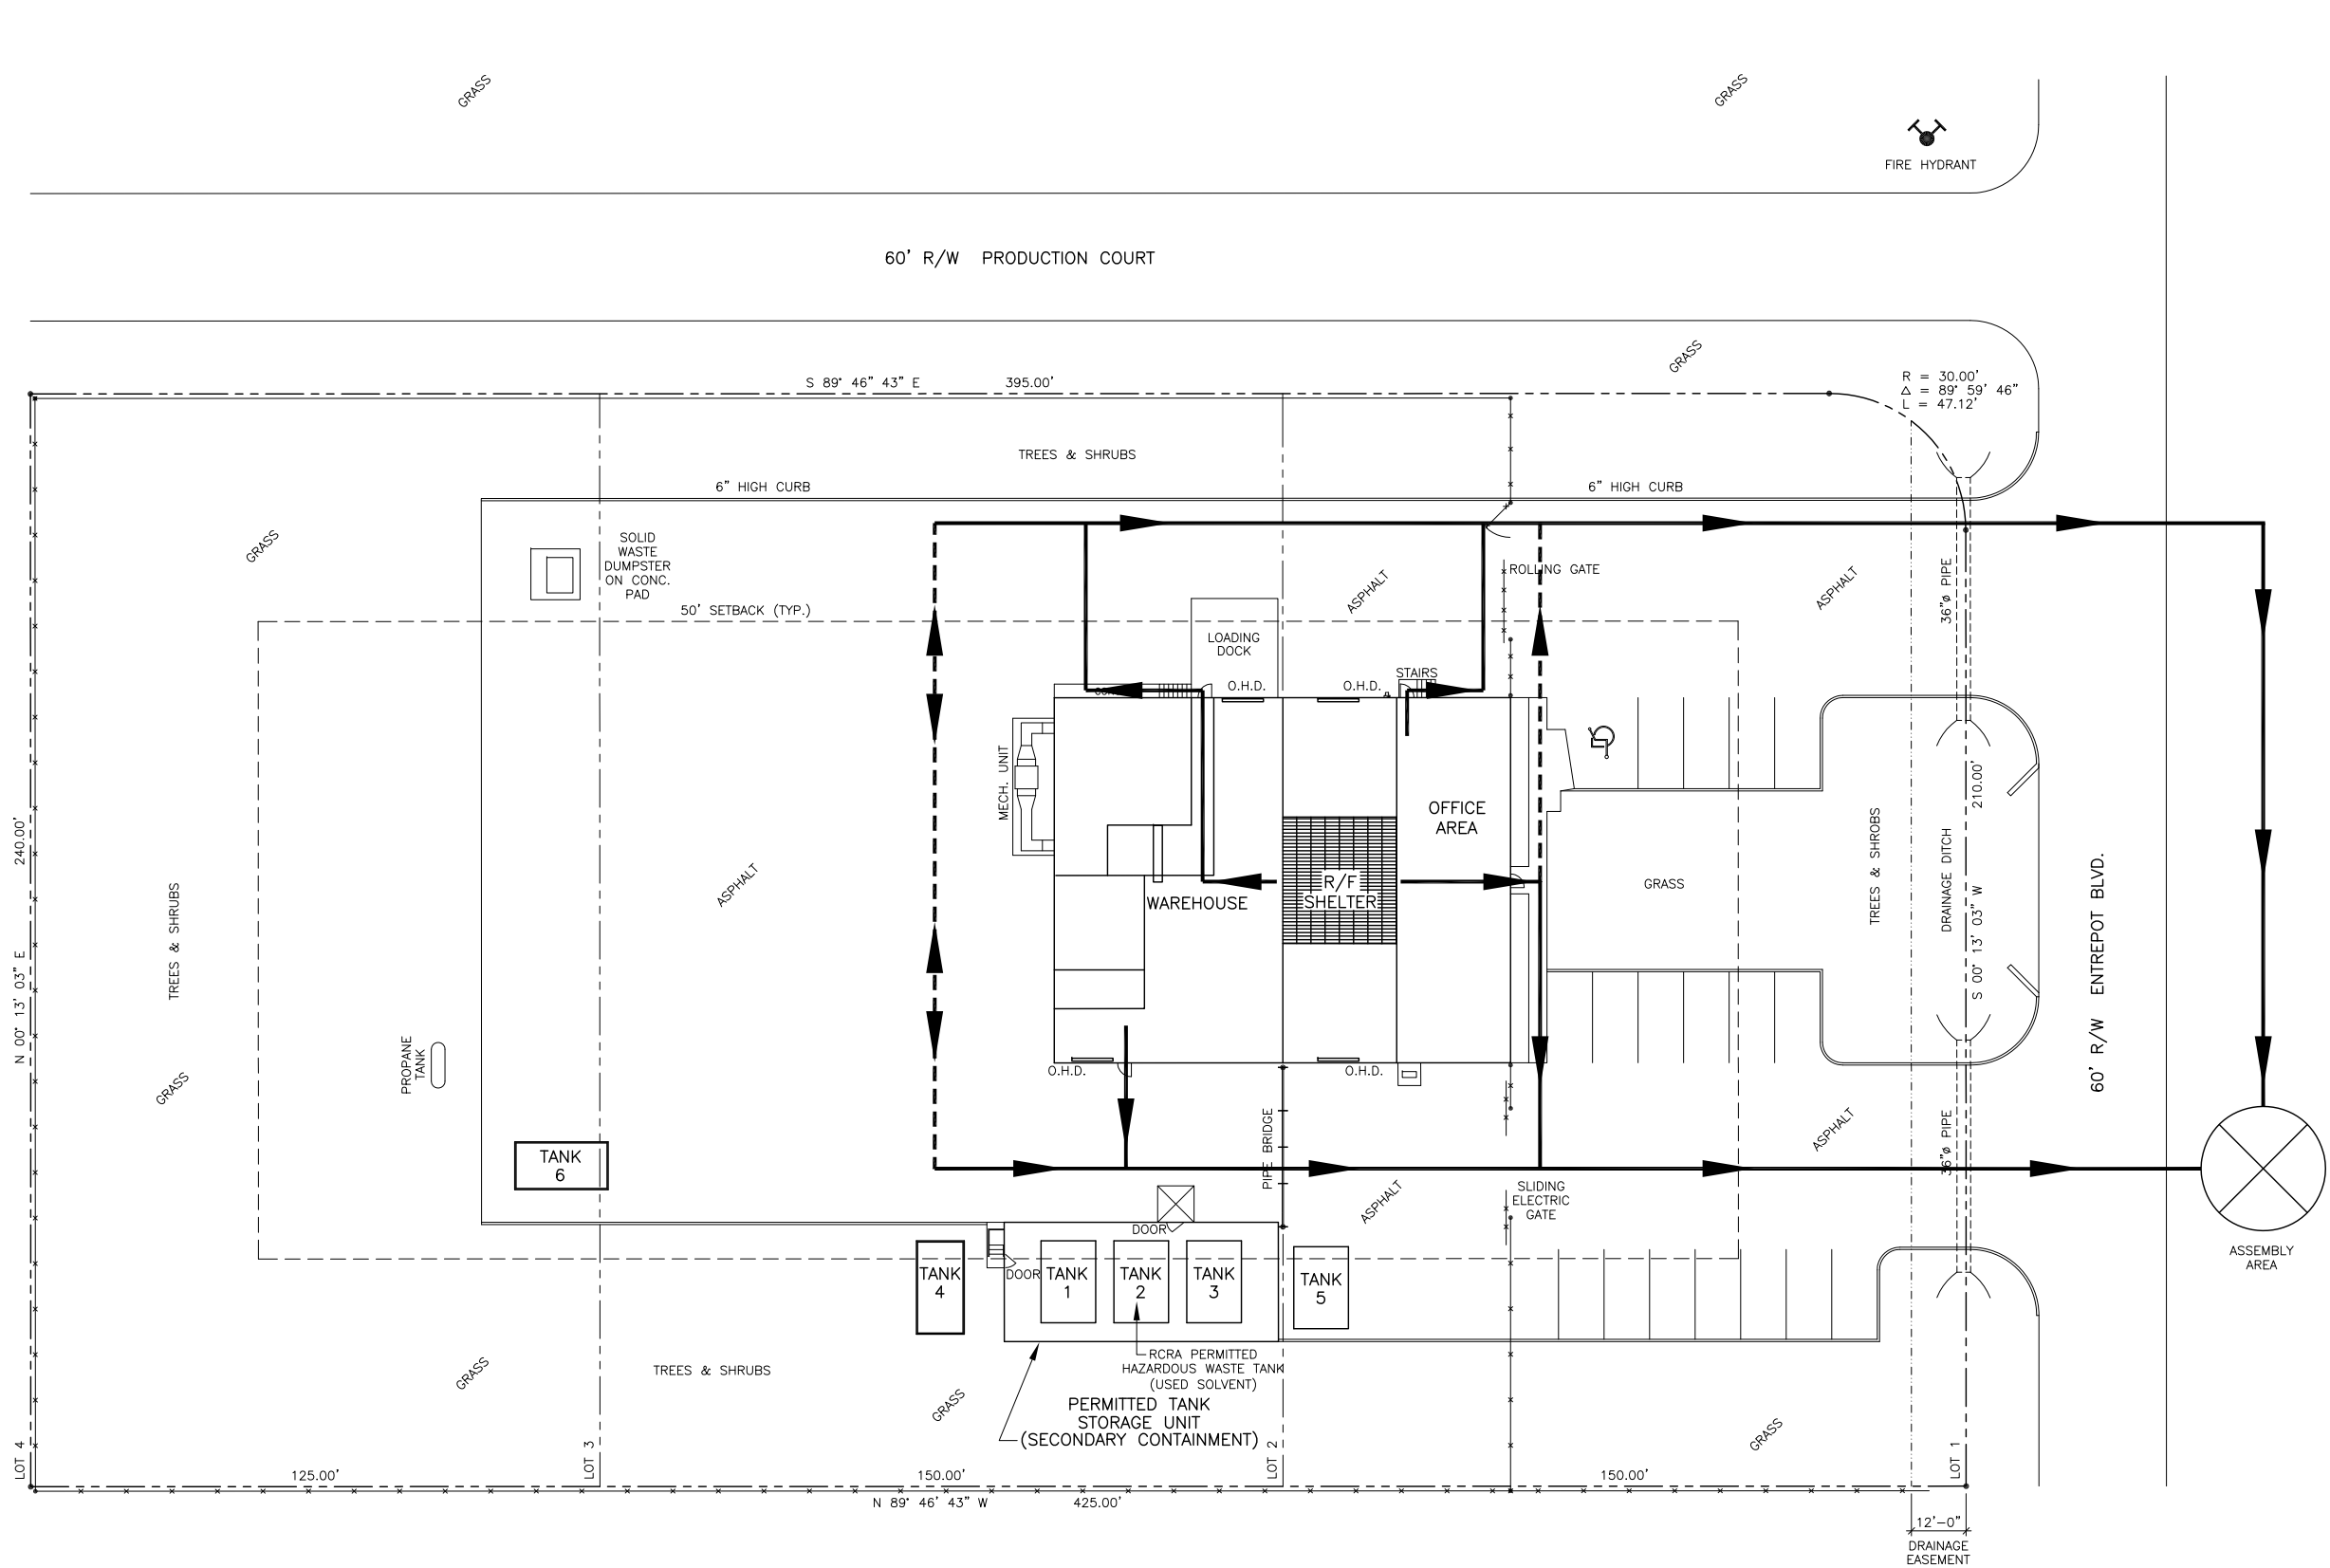 GRASS
GRASS
FIRE HYDRANT
60' R/W PRODUCTION COURT
GRASS
S 89° 46' 43" E 395.00'
R = 30.00'
Δ = 89° 59' 46"
L = 47.12'
TREES & SHRUBS
6" HIGH CURB
6" HIGH CURB
GRASS
SOLID
WASTE
DUMPSTER
ON CONC.
PAD
50' SETBACK (TYP.)
LOADING
DOCK
ASPHALT
ROLLING GATE
ASPHALT
36"ø PIPE
O.H.D.
O.H.D.
STAIRS
MECH. UNIT
OFFICE
AREA
240.00'
N 00° 13' 03" E
TREES & SHRUBS
ASPHALT
WAREHOUSE
R/F
SHELTER
GRASS
TREES & SHROBS
DRAINAGE DITCH
210.00'
S 00° 13' 03" W
60' R/W ENTREPOT BLVD.
GRASS
PROPANE
TANK
O.H.D.
O.H.D.
PIPE BRIDGE
ASPHALT
36"ø PIPE
TANK
6
ASPHALT
SLIDING
ELECTRIC
GATE
DOOR
DOOR
TANK
4
TANK
1
TANK
2
TANK
3
TANK
5
ASSEMBLY
AREA
RCRA PERMITTED
HAZARDOUS WASTE TANK
(USED SOLVENT)
PERMITTED TANK
STORAGE UNIT
(SECONDARY CONTAINMENT)
GRASS
TREES & SHRUBS
GRASS
GRASS
LOT 4
LOT 3
LOT 2
LOT 1
125.00'
150.00'
150.00'
N 89° 46' 43" W 425.00'
12'-0"
DRAINAGE
EASEMENT